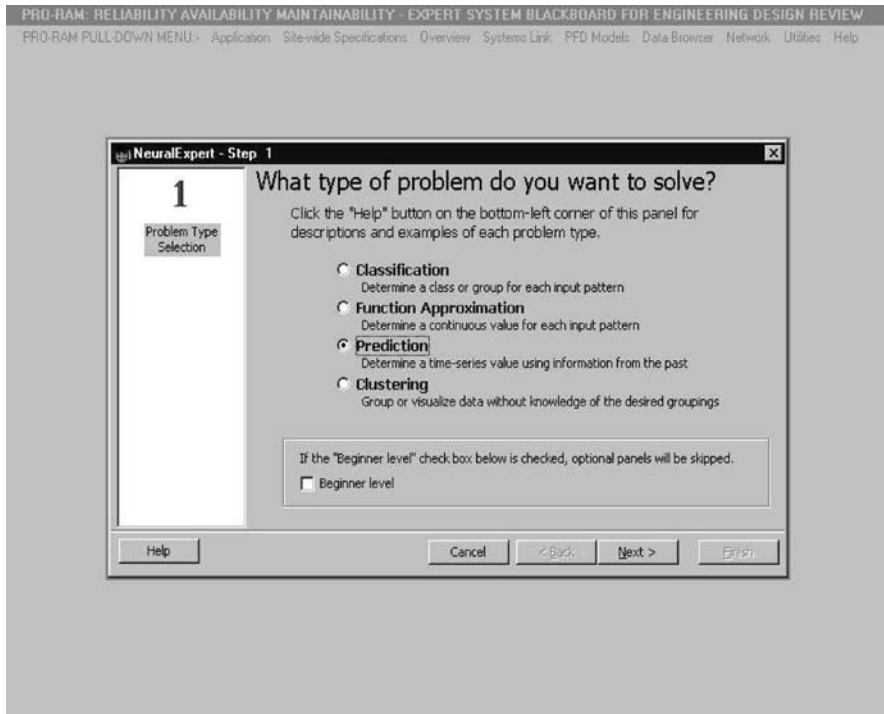 PRO-RAM: RELIABILITY AVAILABILITY MAINTAINABILITY - EXPERT SYSTEM BLACKBOARD FOR ENGINEERING DESIGN REVIEW
PRO-RAM PULL-DOWN MENU:- Application Site-wide Specifications Overview Systems Link PFD Models Data Browser Network Utilities Help
NeuralExpert - Step 1
1
Problem Type
Selection
What type of problem do you want to solve?
Click the "Help" button on the bottom-left corner of this panel for
descriptions and examples of each problem type.
Classification
Determine a class or group for each input pattern
Function Approximation
Determine a continuous value for each input pattern
Prediction
Determine a time-series value using information from the past
Clustering
Group or visualize data without knowledge of the desired groupings
If the "Beginner level" check box below is checked, optional panels will be skipped.
Beginner level
Help Cancel < Back Next > Finish